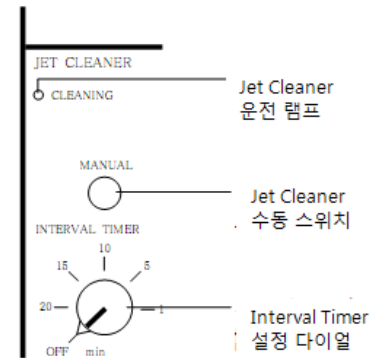 JET CLEANER
CLEANING
Jet Cleaner
운전 램프
MANUAL
Jet Cleaner
수동 스위치
INTERVAL TIMER
10
15
5
20
1
OFF min
Interval Timer
설정 다이얼